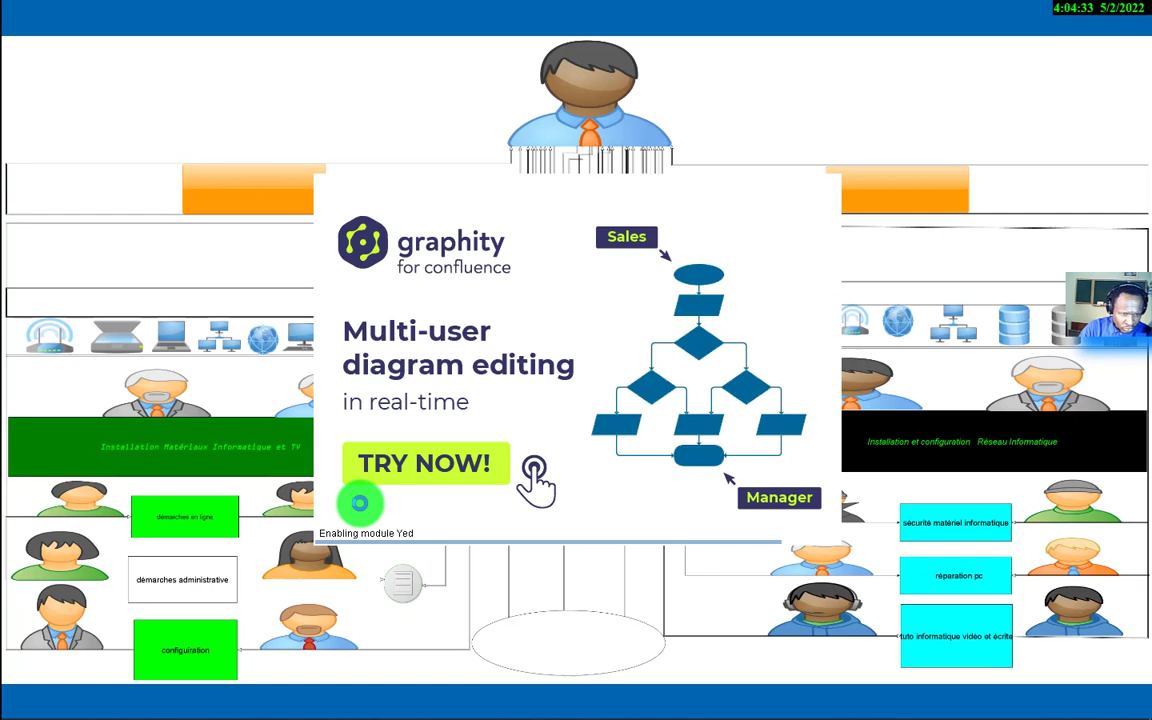 4:04:33 5/2/2022
graphity
for confluence
Sales
Multi-user
diagram editing
in real-time
TRY NOW!
Manager
Enabling module Yed
Installation Matériaux Informatique et TV
Installation et configuration Réseau Informatique
démarches en ligne
démarches administrative
configuiration
sécurité matériel informatique
réparation pc
tuto informatique vidéo et écrite